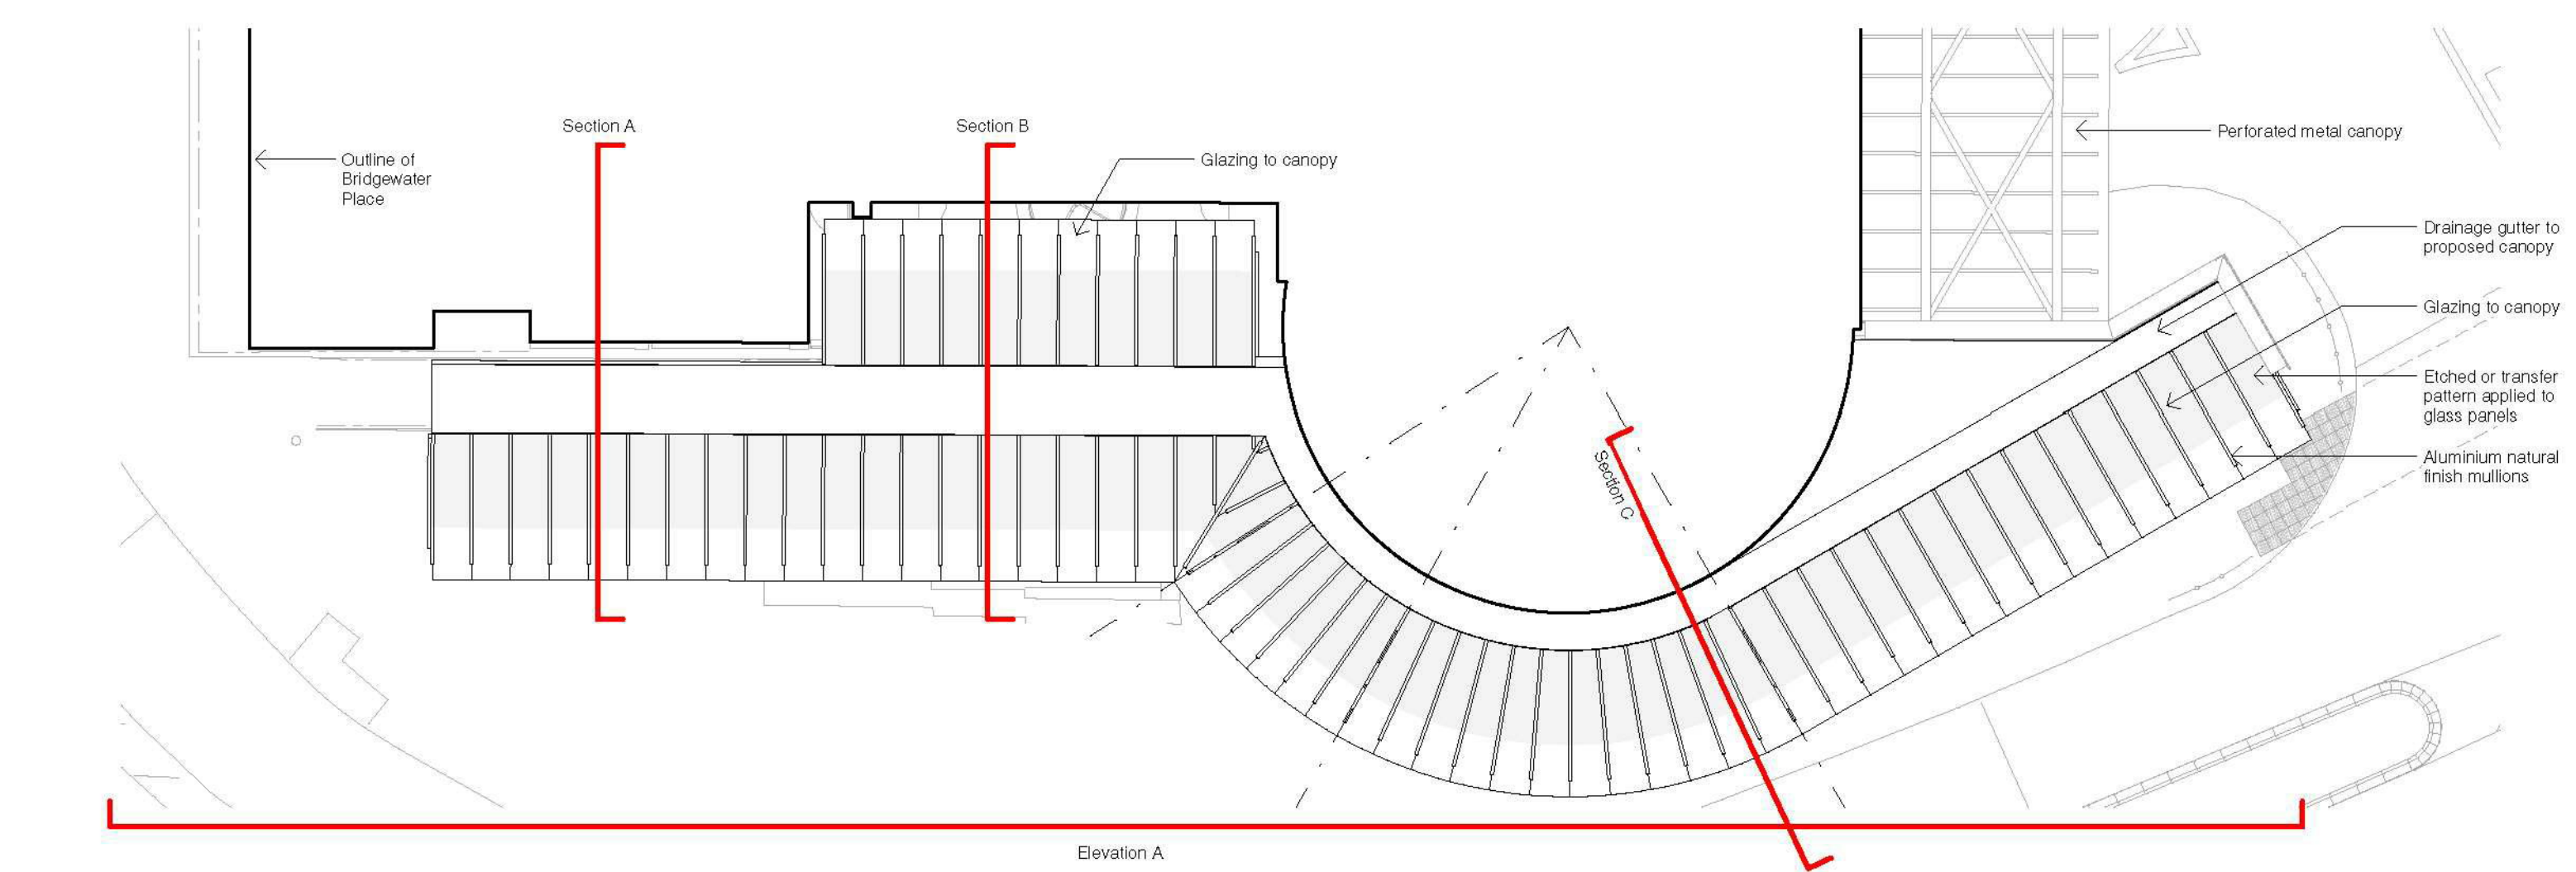 Section A
Section B
Outline of
Bridgewater
Place
Glazing to canopy
Perforated metal canopy
Drainage gutter to
proposed canopy
Glazing to canopy
Etched or transfer
pattern applied to
glass panels
Aluminium natural
finish mullions
Section C
Elevation A